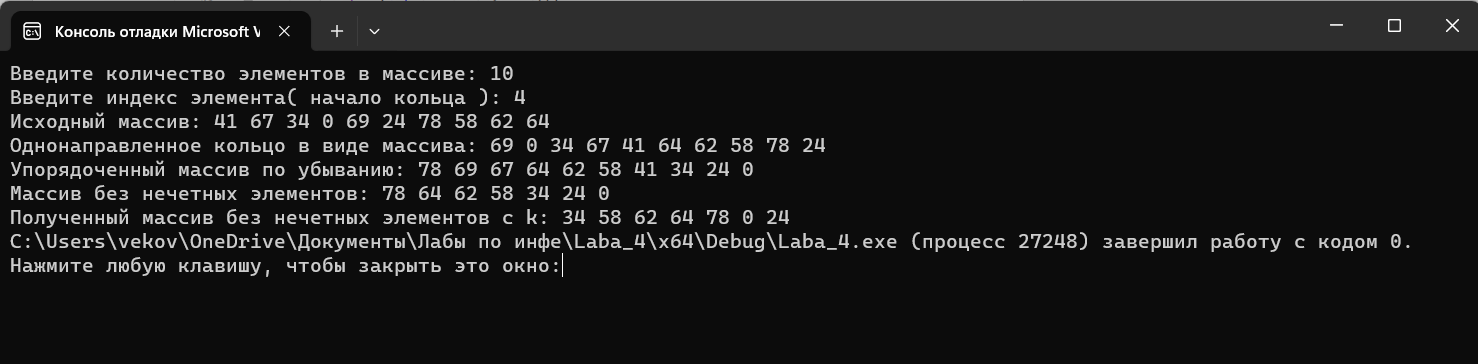 Консоль отладки Microsoft V
Введите количество элементов в массиве: 10
Введите индекс элемента( начало кольца ): 4
Исходный массив: 41 67 34 0 69 24 78 58 62 64
Однонаправленное кольцо в виде массива: 69 0 34 67 41 64 62 58 78 24
Упорядоченный массив по убыванию: 78 69 67 64 62 58 41 34 24 0
Массив без нечетных элементов: 78 64 62 58 34 24 0
Полученный массив без нечетных элементов с k: 34 58 62 64 78 0 24
C:\Users\vekov\OneDrive\Документы\Лабы по инфе\Laba_4\x64\Debug\Laba_4.exe (процесс 27248) завершил работу с кодом 0.
Нажмите любую клавишу, чтобы закрыть это окно: